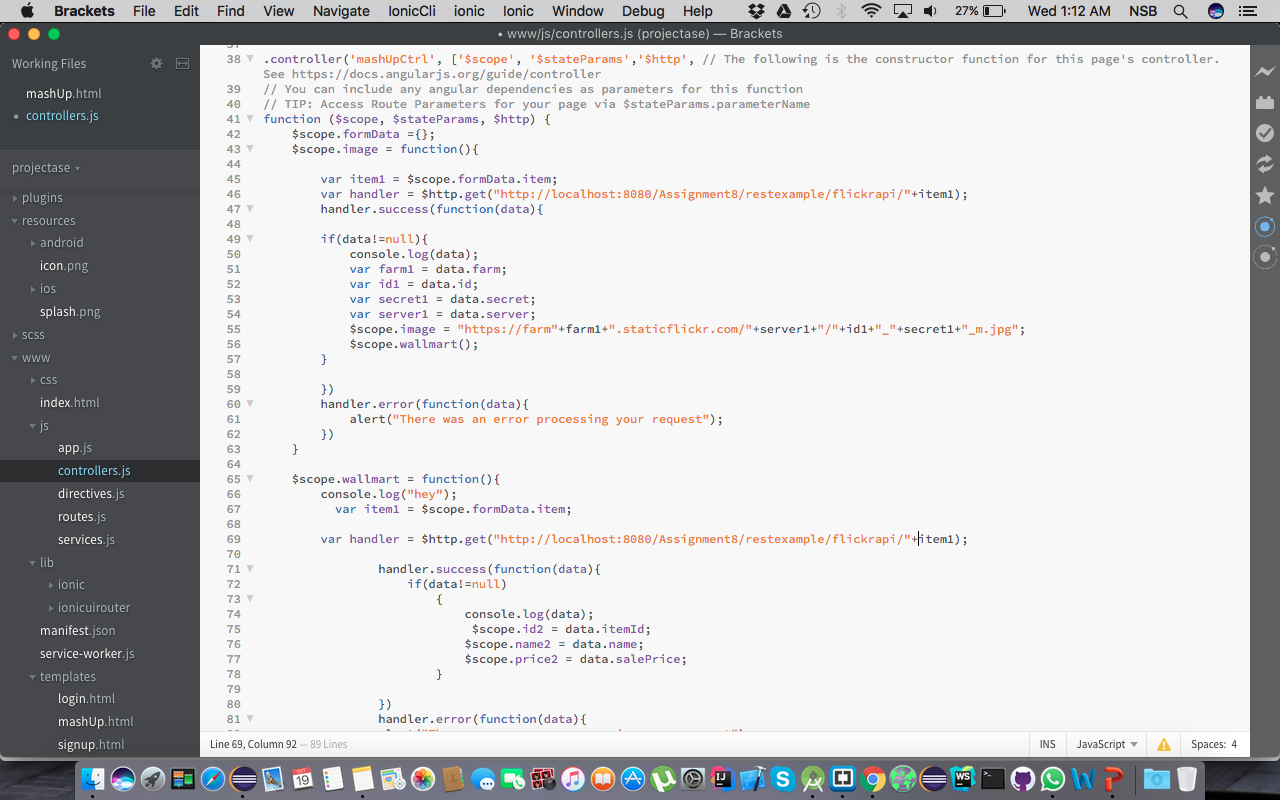 Brackets File Edit Find View Navigate IonicCli ionic Ionic Window Debug Help 27% Wed 1:12 AM NSB
• www/js/controllers.js (projectase) — Brackets
Working Files
mashUp.html
• controllers.js
projectase
plugins
resources
android
icon.png
ios
splash.png
scss
www
css
index.html
js
app.js
controllers.js
directives.js
routes.js
services.js
lib
ionic
ionicuirouter
manifest.json
service-worker.js
templates
login.html
mashUp.html
signup.html
38 .controller('mashUpCtrl', ['$scope', '$stateParams','$http', // The following is the constructor function for this page's controller.
See https://docs.angularjs.org/guide/controller
39 // You can include any angular dependencies as parameters for this function
40 // TIP: Access Route Parameters for your page via $stateParams.parameterName
41 function ($scope, $stateParams, $http) {
42 $scope.formData ={};
43 $scope.image = function(){
44
45 var item1 = $scope.formData.item;
46 var handler = $http.get("http://localhost:8080/Assignment8/restexample/flickrapi/"+item1);
47 handler.success(function(data){
48
49 if(data!=null){
50 console.log(data);
51 var farm1 = data.farm;
52 var id1 = data.id;
53 var secret1 = data.secret;
54 var server1 = data.server;
55 $scope.image = "https://farm"+farm1+".staticflickr.com/"+server1+"/"+id1+"_"+secret1+"_m.jpg";
56 $scope.wallmart();
57 }
58
59 })
60 handler.error(function(data){
61 alert("There was an error processing your request");
62 })
63 }
64
65 $scope.wallmart = function(){
66 console.log("hey");
67 var item1 = $scope.formData.item;
68
69 var handler = $http.get("http://localhost:8080/Assignment8/restexample/flickrapi/"+item1);
70
71 handler.success(function(data){
72 if(data!=null)
73 {
74 console.log(data);
75 $scope.id2 = data.itemId;
76 $scope.name2 = data.name;
77 $scope.price2 = data.salePrice;
78 }
79
80 })
81 handler.error(function(data){
Line 69, Column 92 — 89 Lines
INS JavaScript Spaces: 4